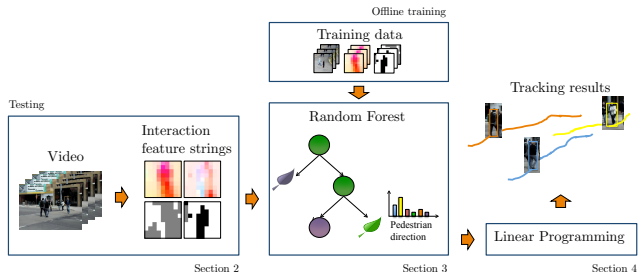 Offline training
Training data
Testing
Video
Interaction
feature strings
Section 2
Random Forest
Pedestrian
direction
Section 3
Tracking results
Linear Programming
Section 4